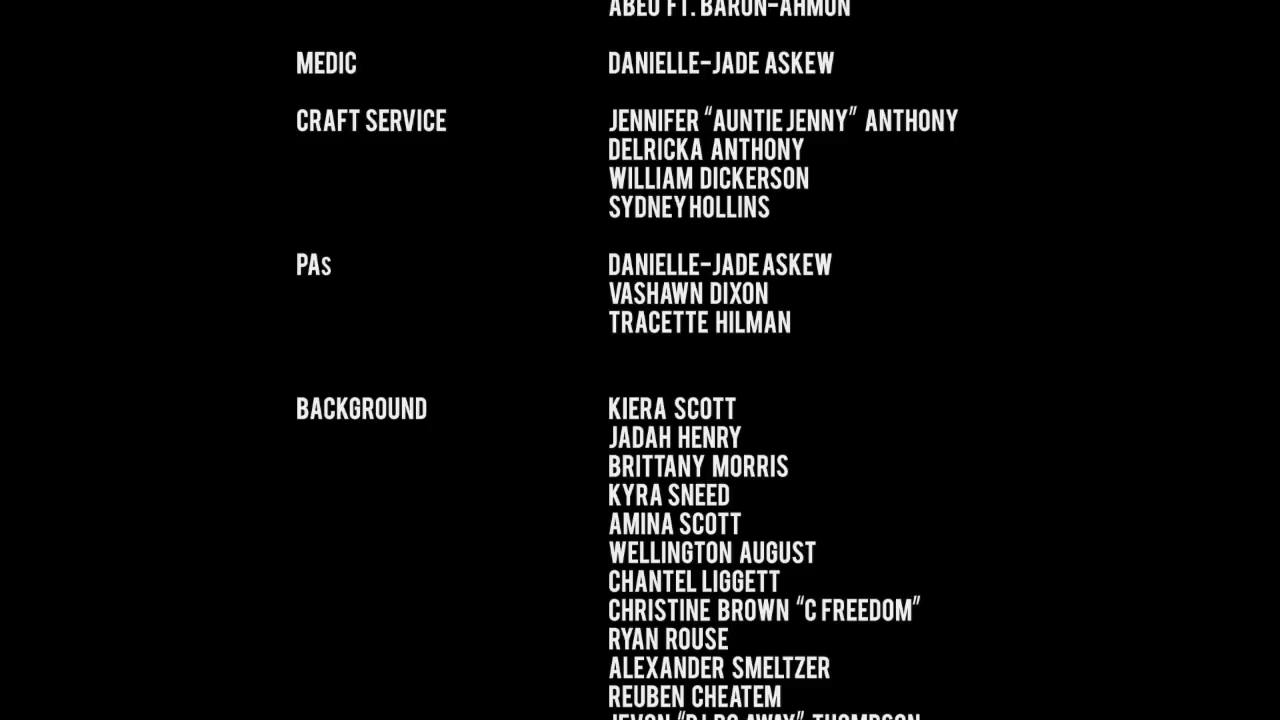 ABEO FT. BARON-AHMON
MEDIC DANIELLE-JADE ASKEW
CRAFT SERVICE JENNIFER “AUNTIE JENNY” ANTHONY
DELRICKA ANTHONY
WILLIAM DICKERSON
SYDNEY HOLLINS
PAs DANIELLE-JADE ASKEW
VASHAWN DIXON
TRACETTE HILMAN
BACKGROUND KIERA SCOTT
JADAH HENRY
BRITTANY MORRIS
KYRA SNEED
AMINA SCOTT
WELLINGTON AUGUST
CHANTEL LIGGETT
CHRISTINE BROWN “C FREEDOM”
RYAN ROUSE
ALEXANDER SMELTZER
REUBEN CHEATEM
THOMPSON